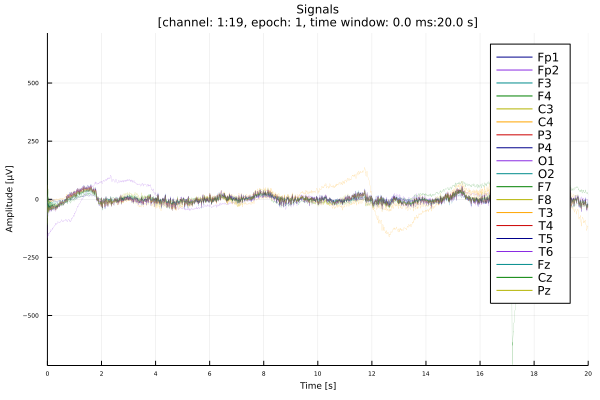 Signals
[channel: 1:19, epoch: 1, time window: 0.0 ms:20.0 s]
Amplitude [μV]
500
250
0
−250
−500
0
2
4
6
8
10
12
14
16
18
20
Time [s]
Fp1
Fp2
F3
F4
C3
C4
P3
P4
O1
O2
F7
F8
T3
T4
T5
T6
Fz
Cz
Pz